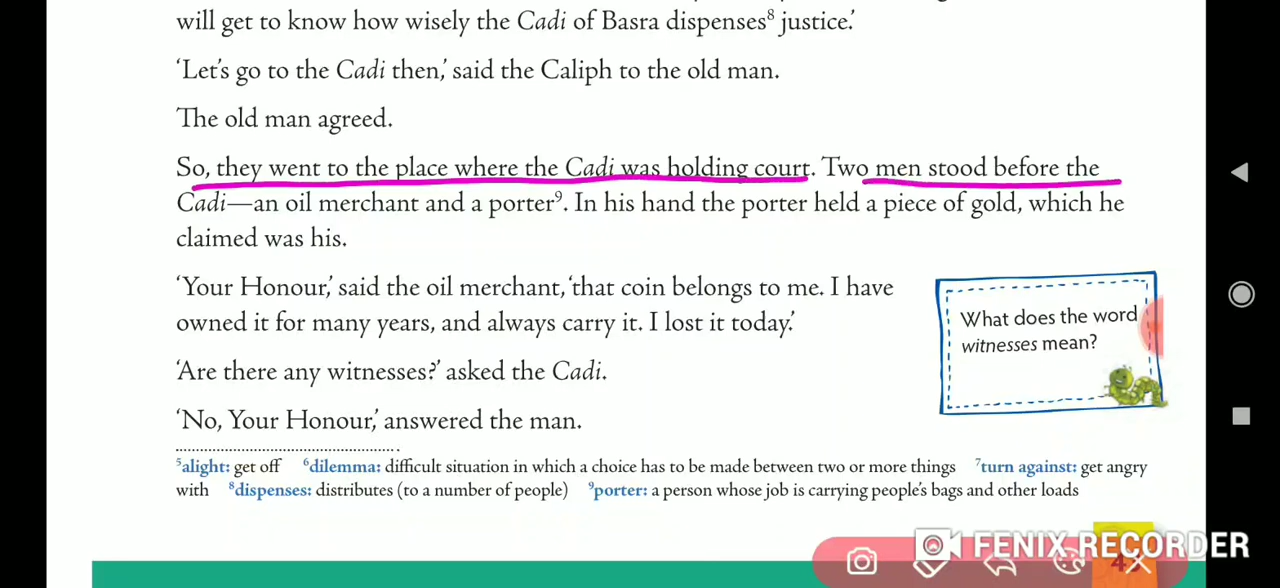 will get to know how wisely the Cadi of Basra dispenses⁸ justice.’
‘Let’s go to the Cadi then,’ said the Caliph to the old man.
The old man agreed.
So, they went to the place where the Cadi was holding court. Two men stood before the
Cadi—an oil merchant and a porter⁹. In his hand the porter held a piece of gold, which he
claimed was his.
‘Your Honour,’ said the oil merchant, ‘that coin belongs to me. I have
owned it for many years, and always carry it. I lost it today.’
‘Are there any witnesses?’ asked the Cadi.
‘No, Your Honour,’ answered the man.
What does the word
witnesses mean?
⁵alight: get off ⁶dilemma: difficult situation in which a choice has to be made between two or more things ⁷turn against: get angry
with ⁸dispenses: distributes (to a number of people) ⁹porter: a person whose job is carrying people’s bags and other loads
FENIX RECORDER